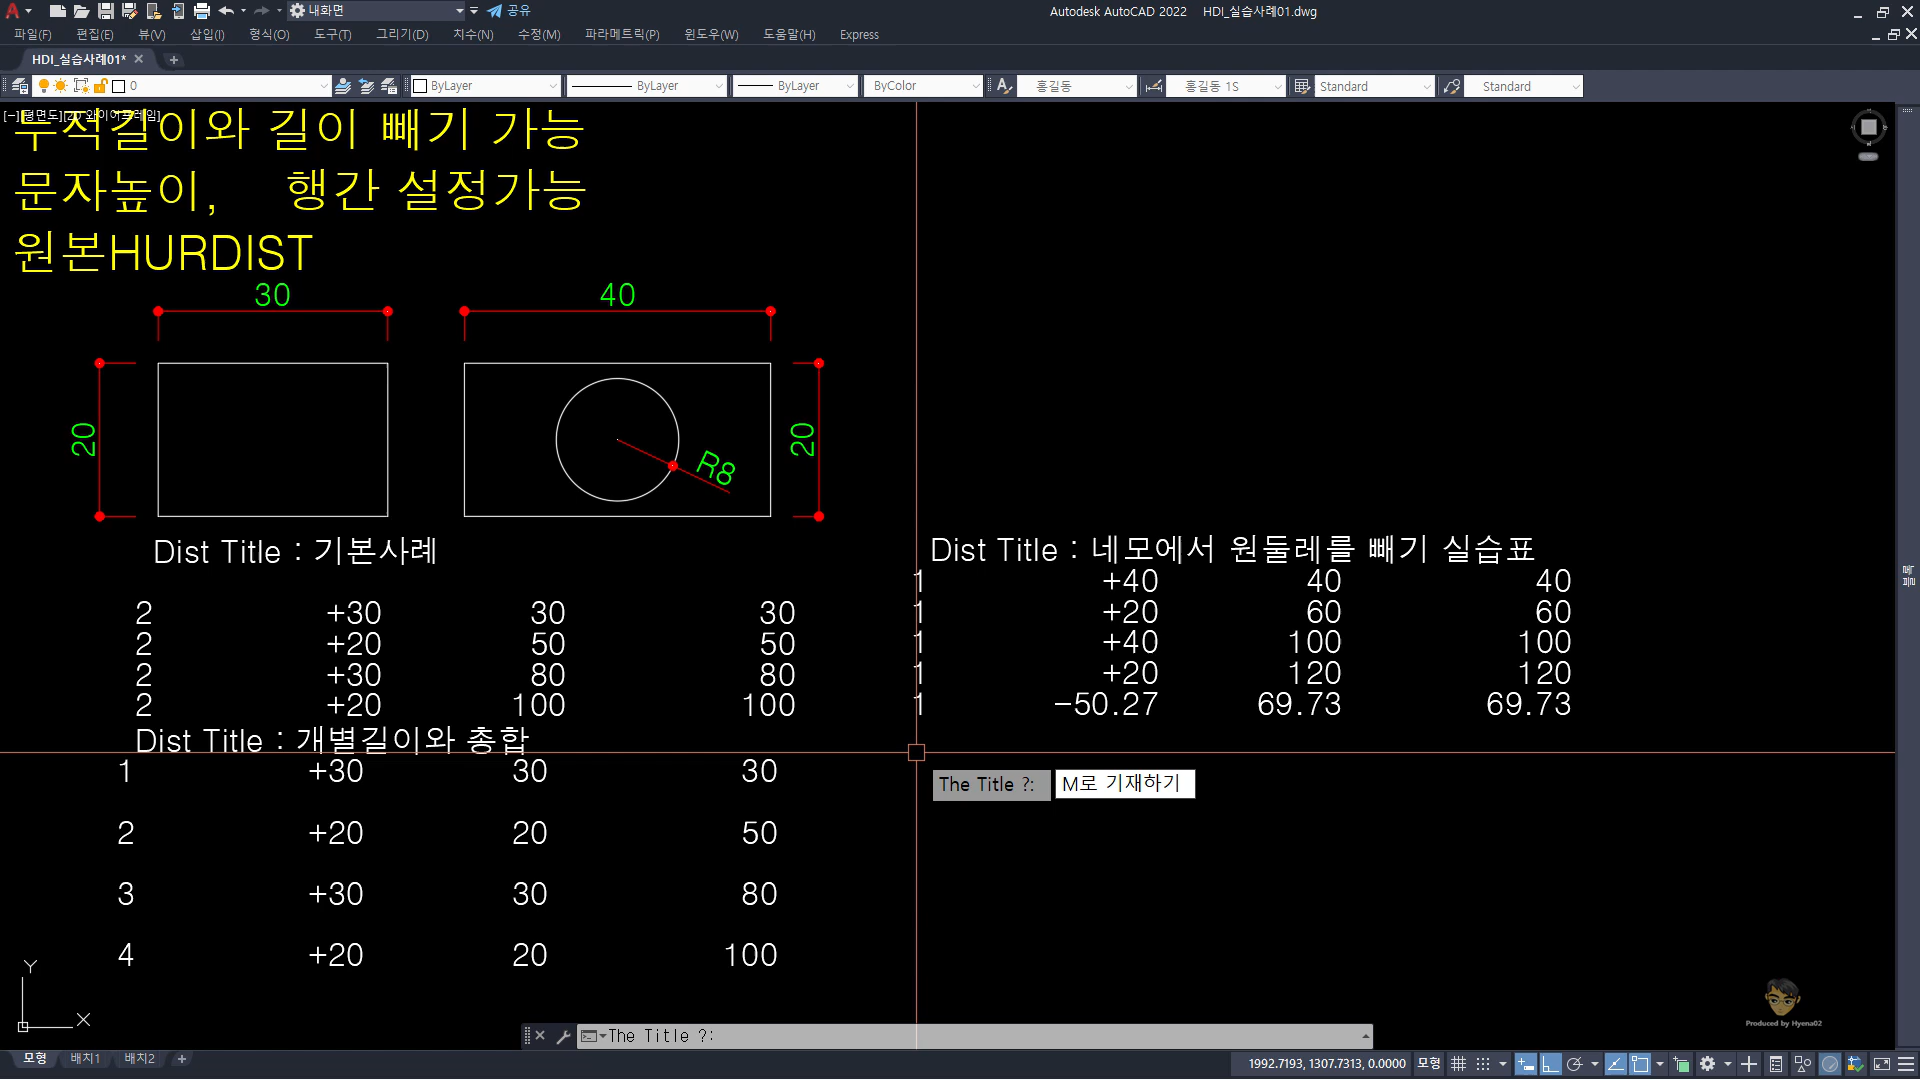 내화면
공유
Autodesk AutoCAD 2022 HDI_실습사례01.dwg
파일(F) 편집(E) 뷰(V) 삽입(I) 형식(O) 도구(T) 그리기(D) 치수(N) 수정(M) 파라메트릭(P) 윈도우(W) 도움말(H) Express
HDI_실습사례01*
0 ByLayer ByLayer ByLayer ByColor 홍길동 홍길동 1S Standard Standard
누적길이와 길이 빼기 가능
문자높이, 행간 설정가능
원본HURDIST
30 40
20 20
R8
Dist Title : 기본사례
2 +30 30 30
2 +20 50 50
2 +30 80 80
2 +20 100 100
Dist Title : 개별길이와 총합
1 +30 30 30
2 +20 20 50
3 +30 30 80
4 +20 20 100
Dist Title : 네모에서 원둘레를 빼기 실습표
1 +40 40 40
1 +20 60 60
1 +40 100 100
1 +20 120 120
1 -50.27 69.73 69.73
The Title ?: M로 기재하기
Y
X
Produced by Hyena02
The Title ?:
모형 배치1 배치2
1992.7193, 1307.7313, 0.0000 모형